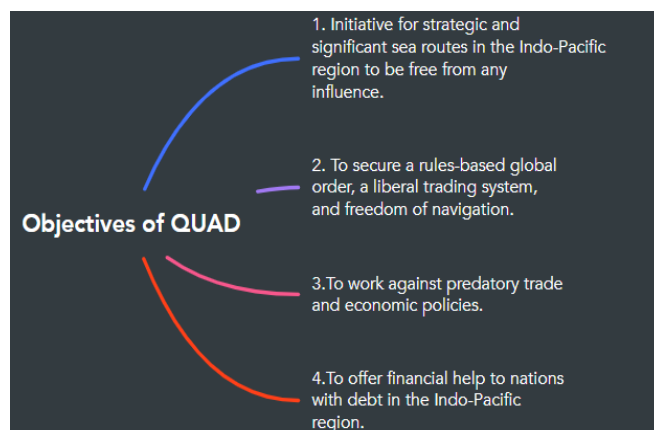 1. Initiative for strategic and
significant sea routes in the Indo-Pacific
region to be free from any
influence.
2. To secure a rules-based global
order, a liberal trading system,
and freedom of navigation.
Objectives of QUAD
3.To work against predatory trade
and economic policies.
4.To offer financial help to nations
with debt in the Indo-Pacific
region.